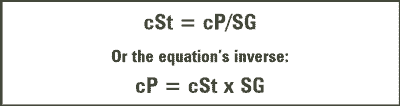 cSt = cP/SG
Or the equation's inverse:
cP = cSt x SG